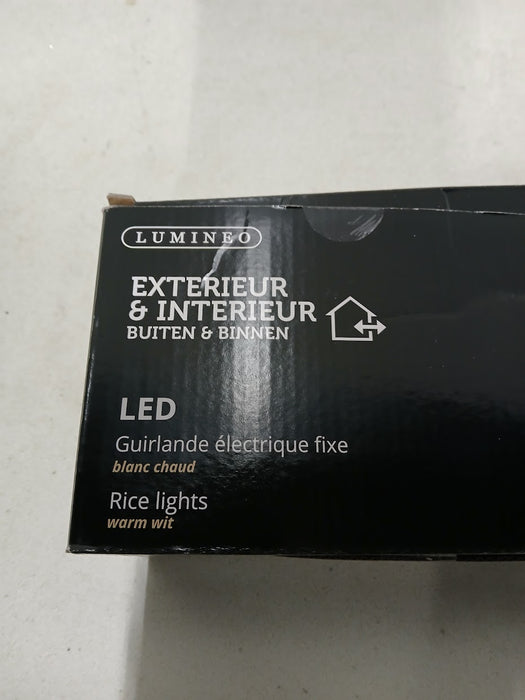 LUMINEO
EXTERIEUR
& INTERIEUR
BUITEN & BINNEN
LED
Guirlande électrique fixe
blanc chaud
Rice lights
warm wit